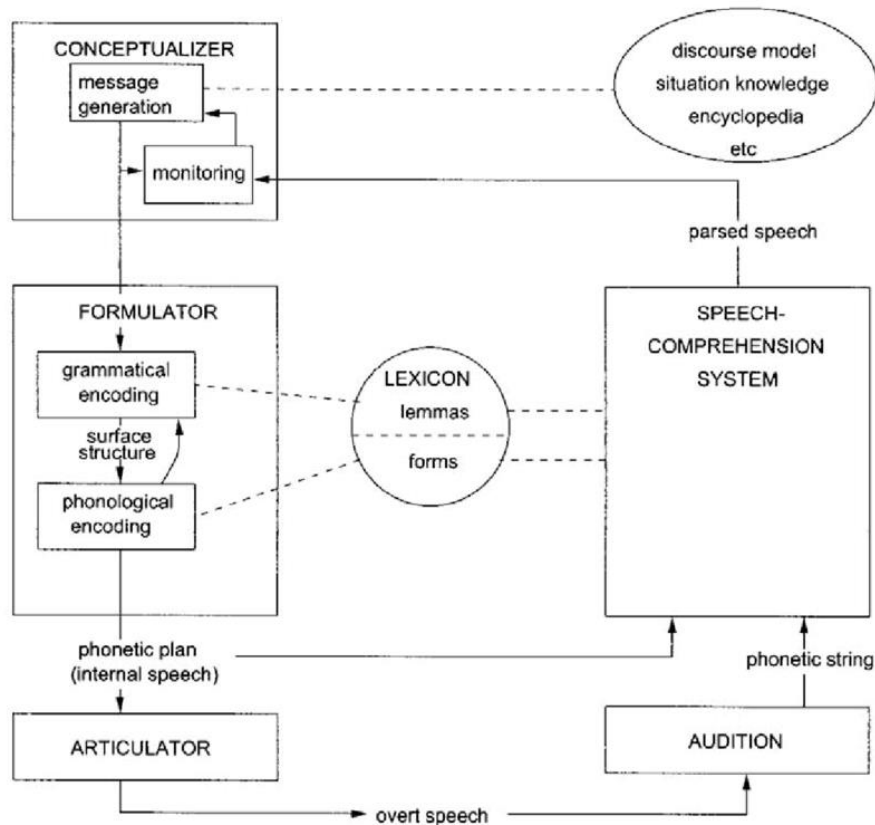 CONCEPTUALIZER
message
generation
monitoring
discourse model
situation knowledge
encyclopedia
etc
parsed speech
FORMULATOR
grammatical
encoding
surface
structure
phonological
encoding
LEXICON
lemmas
forms
SPEECH-
COMPREHENSION
SYSTEM
phonetic plan
(internal speech)
phonetic string
ARTICULATOR
AUDITION
overt speech